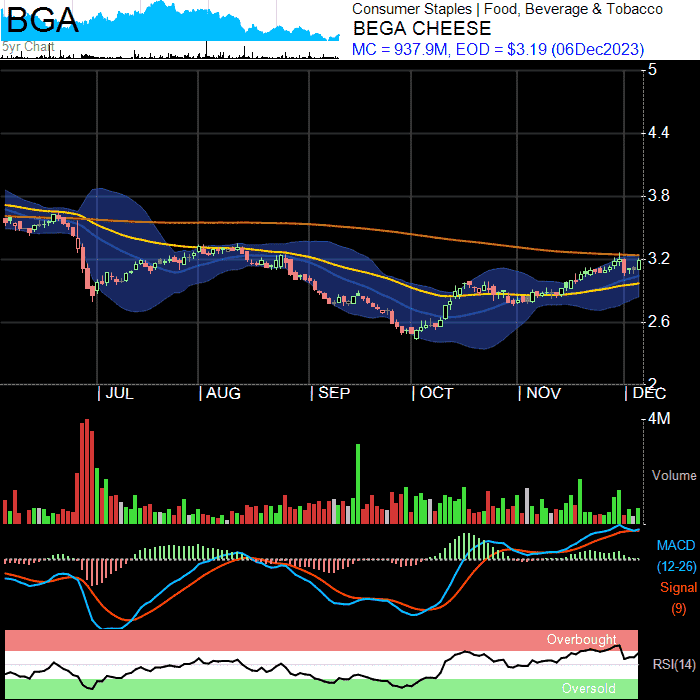 BGA
5yr Chart
Consumer Staples | Food, Beverage & Tobacco
BEGA CHEESE
MC = 937.9M, EOD = $3.19 (06Dec2023)
5
4.4
3.8
3.2
2.6
2
| JUL | AUG | SEP | OCT | NOV | DEC
4M
Volume
MACD
(12-26)
Signal
(9)
Overbought
RSI(14)
Oversold